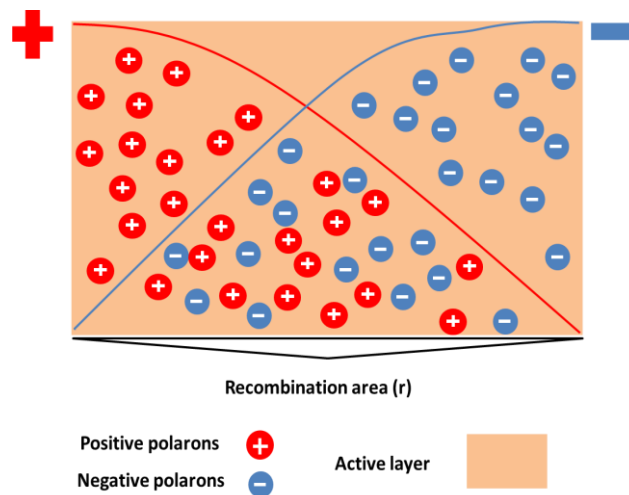 Recombination area (r)
Positive polarons
Negative polarons
Active layer